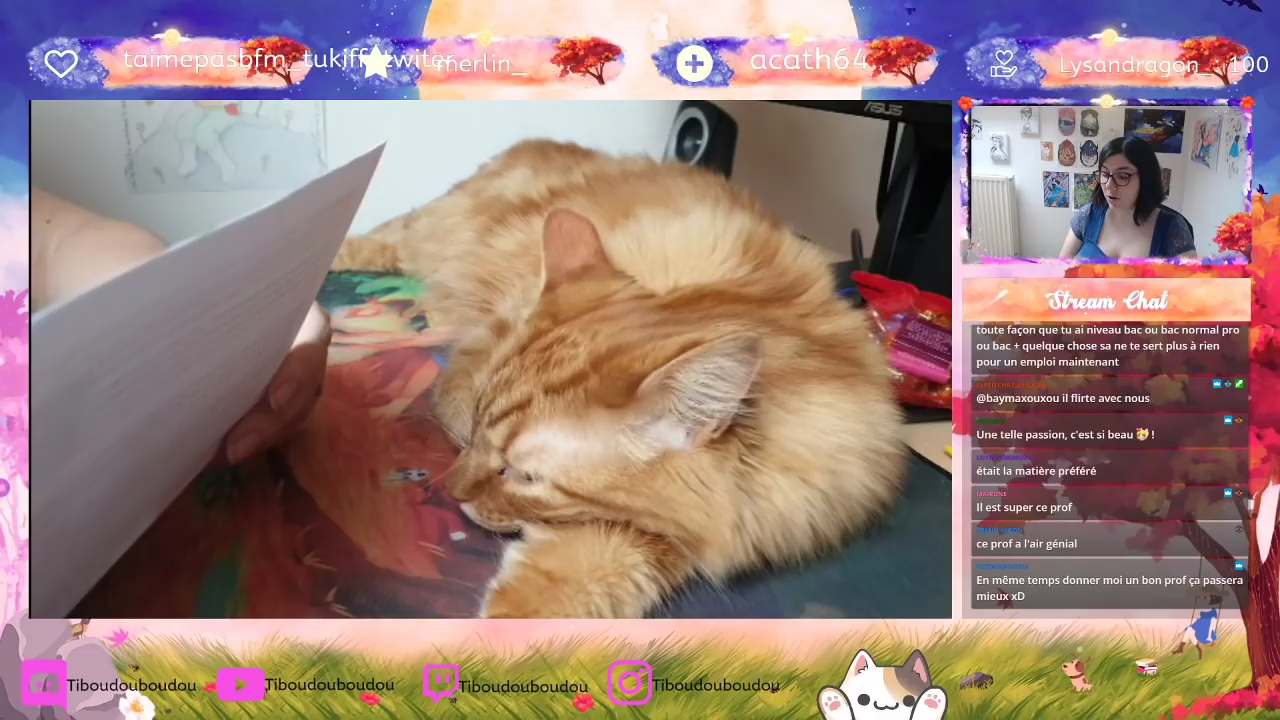 taimepasbfm_tukiff_twiter
merlin_
acath64
Lysandragon_: 100
ASUS
Stream Chat
toute façon que tu ai niveau bac ou bac normal pro
ou bac + quelque chose sa ne te sert plus à rien
pour un emploi maintenant
@baymaxouxou il flirte avec nous
Une telle passion, c'est si beau 😻 !
était la matière préféré
MAIRUNE
Il est super ce prof
ce prof a l'air génial
En même temps donner moi un bon prof ça passera
mieux xD
Tiboudouboudou
Tiboudouboudou
Tiboudouboudou
Tiboudouboudou